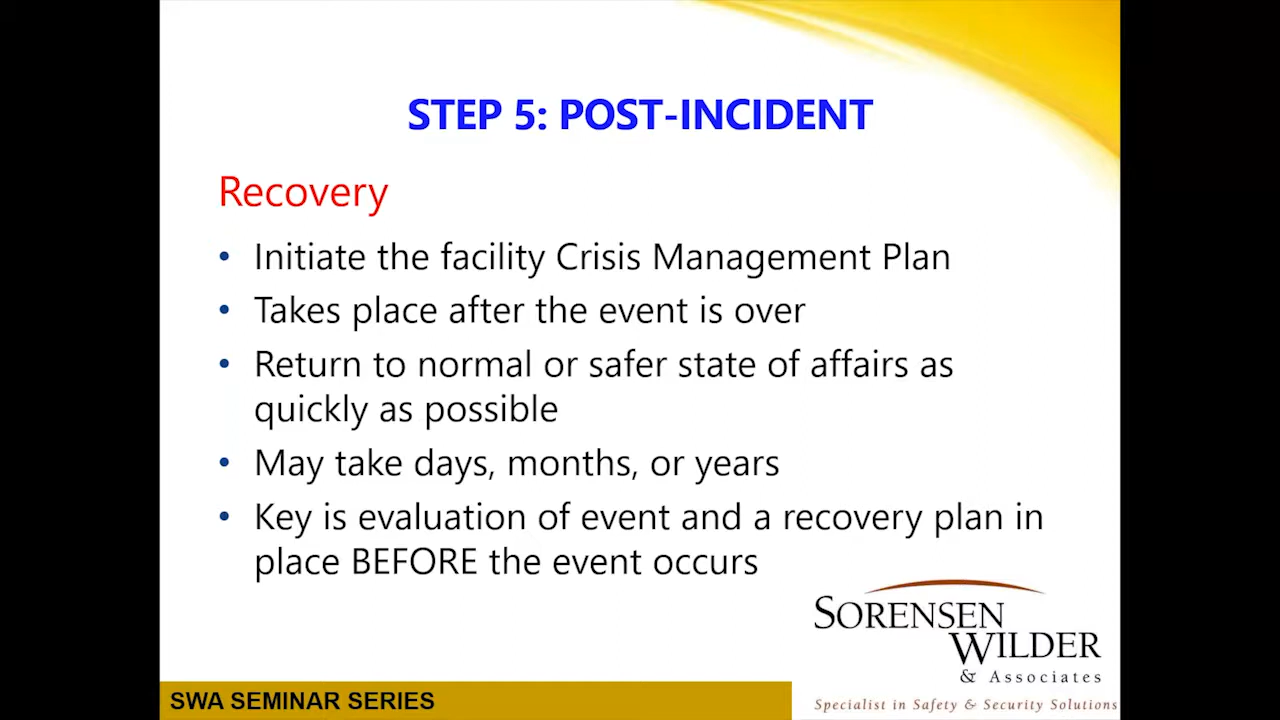 STEP 5: POST-INCIDENT
Recovery
• Initiate the facility Crisis Management Plan
• Takes place after the event is over
• Return to normal or safer state of affairs as
quickly as possible
• May take days, months, or years
• Key is evaluation of event and a recovery plan in
place BEFORE the event occurs
SORENSEN
WILDER
& Associates
SWA SEMINAR SERIES
Specialist in Safety & Security Solutions